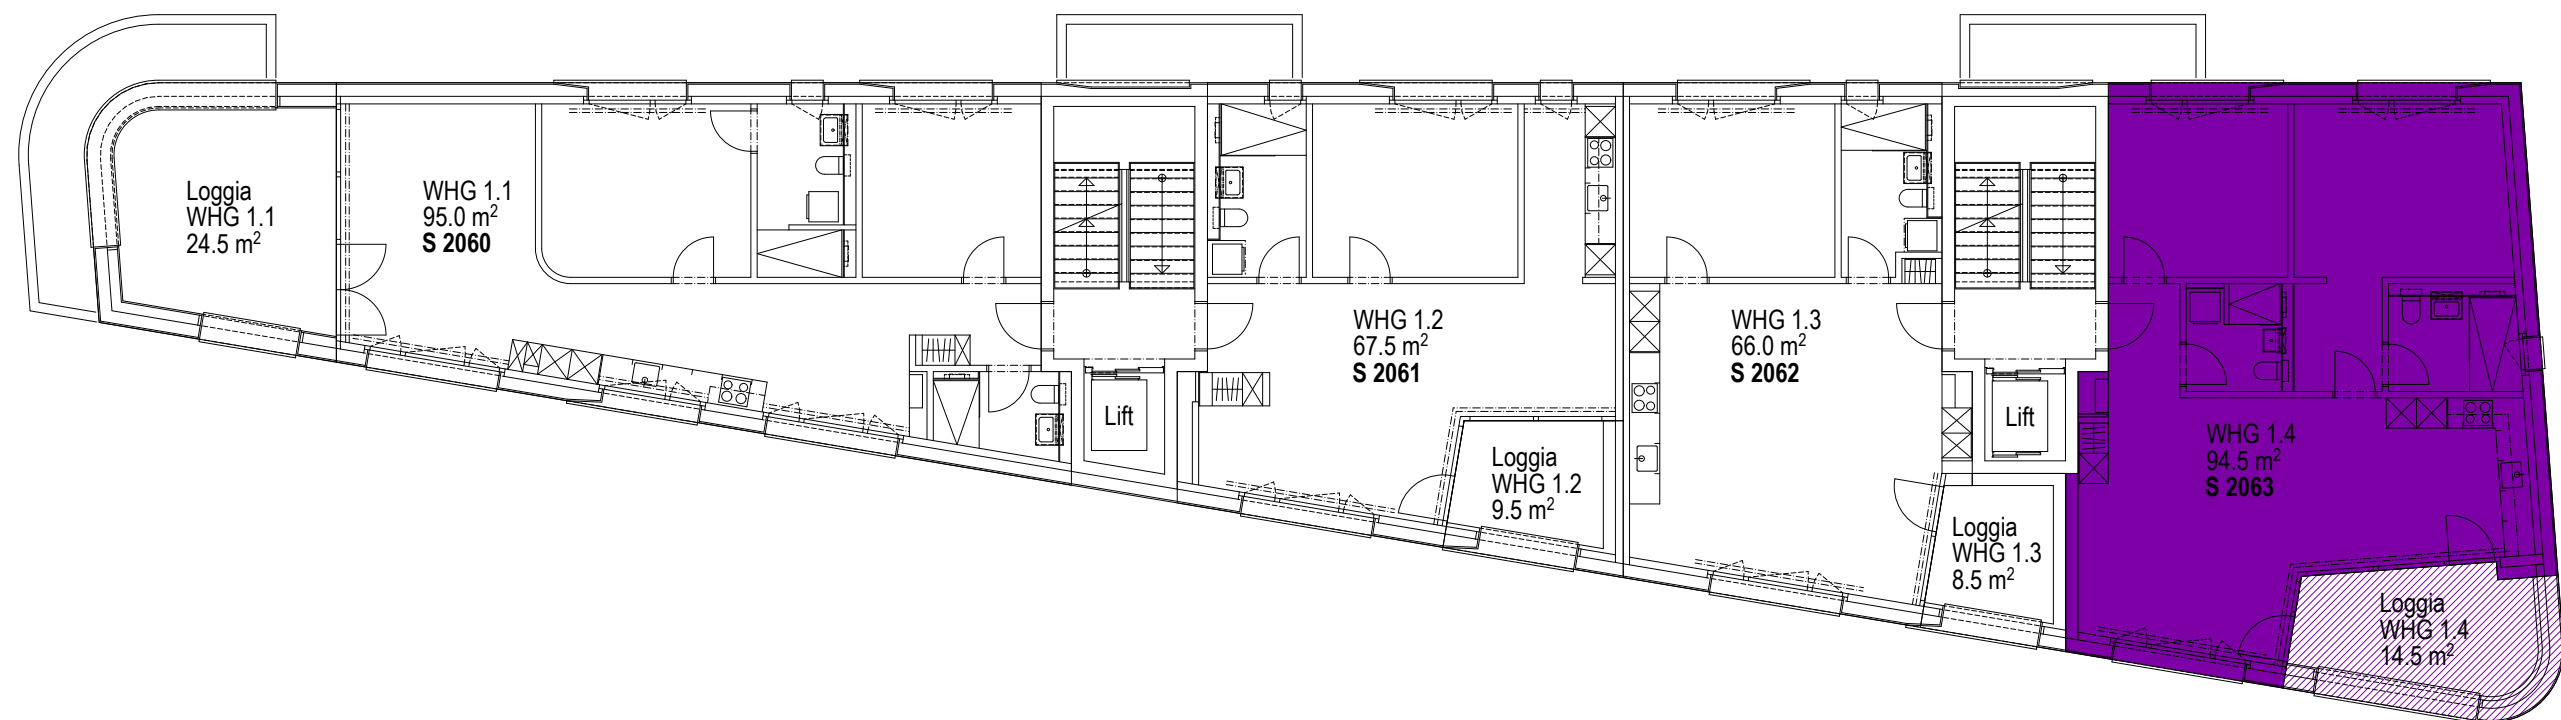 Loggia
WHG 1.1
24.5 m²
WHG 1.1
95.0 m²
S 2060
Lift
WHG 1.2
67.5 m²
S 2061
Loggia
WHG 1.2
9.5 m²
WHG 1.3
66.0 m²
S 2062
Loggia
WHG 1.3
8.5 m²
Lift
WHG 1.4
94.5 m²
S 2063
Loggia
WHG 1.4
14.5 m²